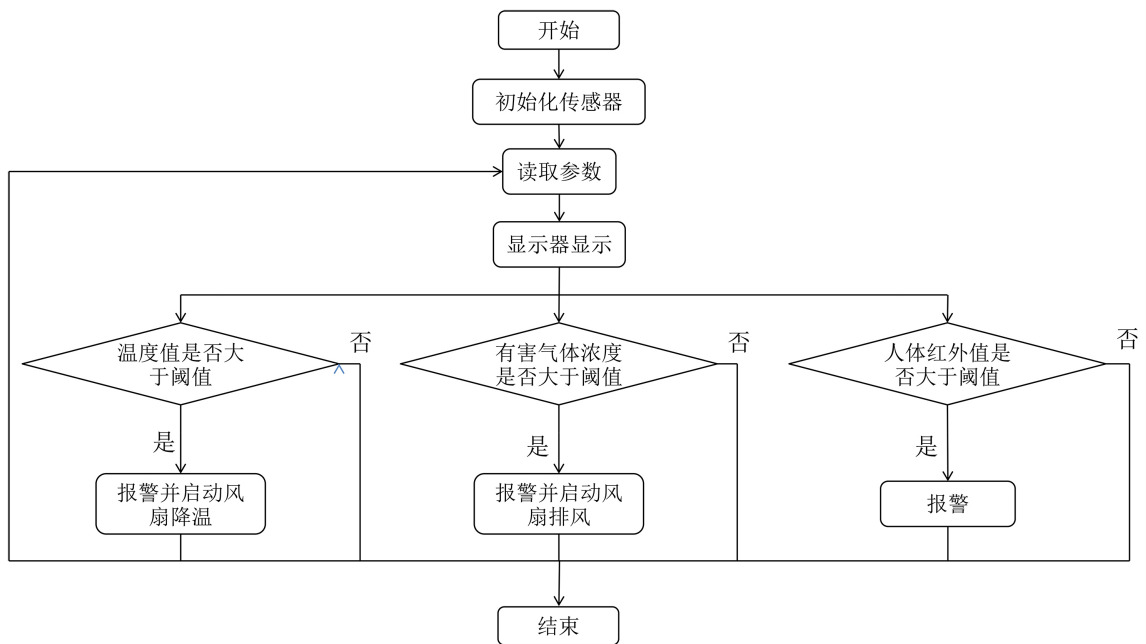 开始
初始化传感器
读取参数
显示器显示
温度值是否大
于阈值
否
有害气体浓度
是否大于阈值
否
人体红外值是
否大于阈值
否
是
是
是
报警并启动风
扇降温
报警并启动风
扇排风
报警
结束